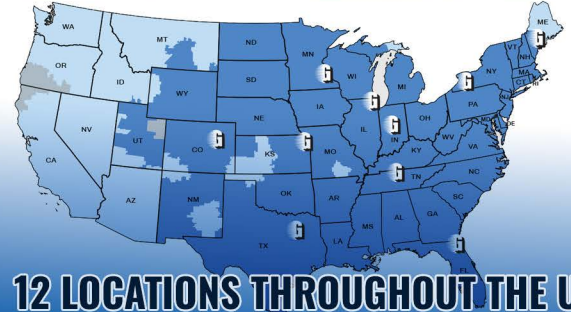 WA
MT
ND
MN
ME
OR
ID
SD
WI
MI
NY
VT
NH
MA
CT
RI
WY
IA
PA
NV
NE
IL
IN
OH
NJ
MD
DE
UT
CO
KS
MO
KY
WV
VA
CA
AZ
NM
OK
AR
TN
NC
SC
TX
LA
MS
AL
GA
FL
G
G
G
G
G
G
G
G
G
G
12 LOCATIONS THROUGHOUT THE U